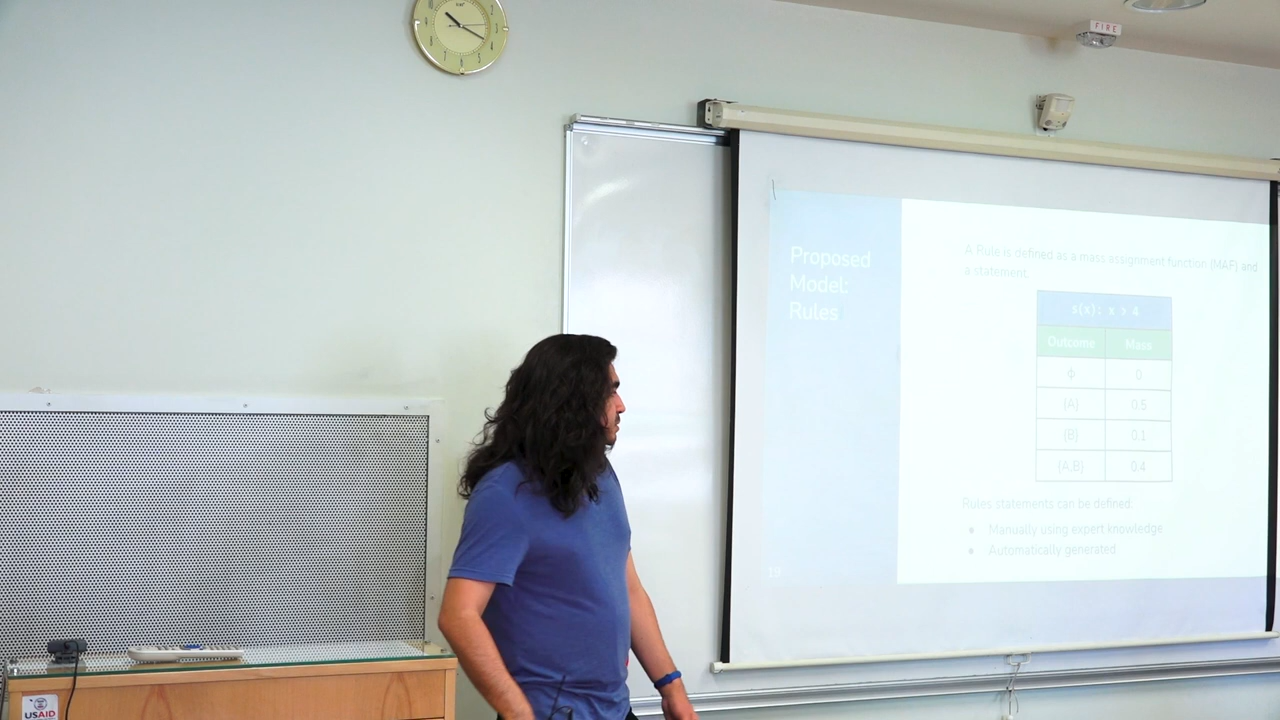 FIRE
Proposed
Model:
Rules
A Rule is defined as a mass assignment function (MAF) and
a statement
s(x): x > 4
Outcome Mass
Φ 0
{A} 0.5
{B} 0.1
{A,B} 0.4
Rules statements can be defined
● Manually using expert knowledge
● Automatically generated
19
USAID